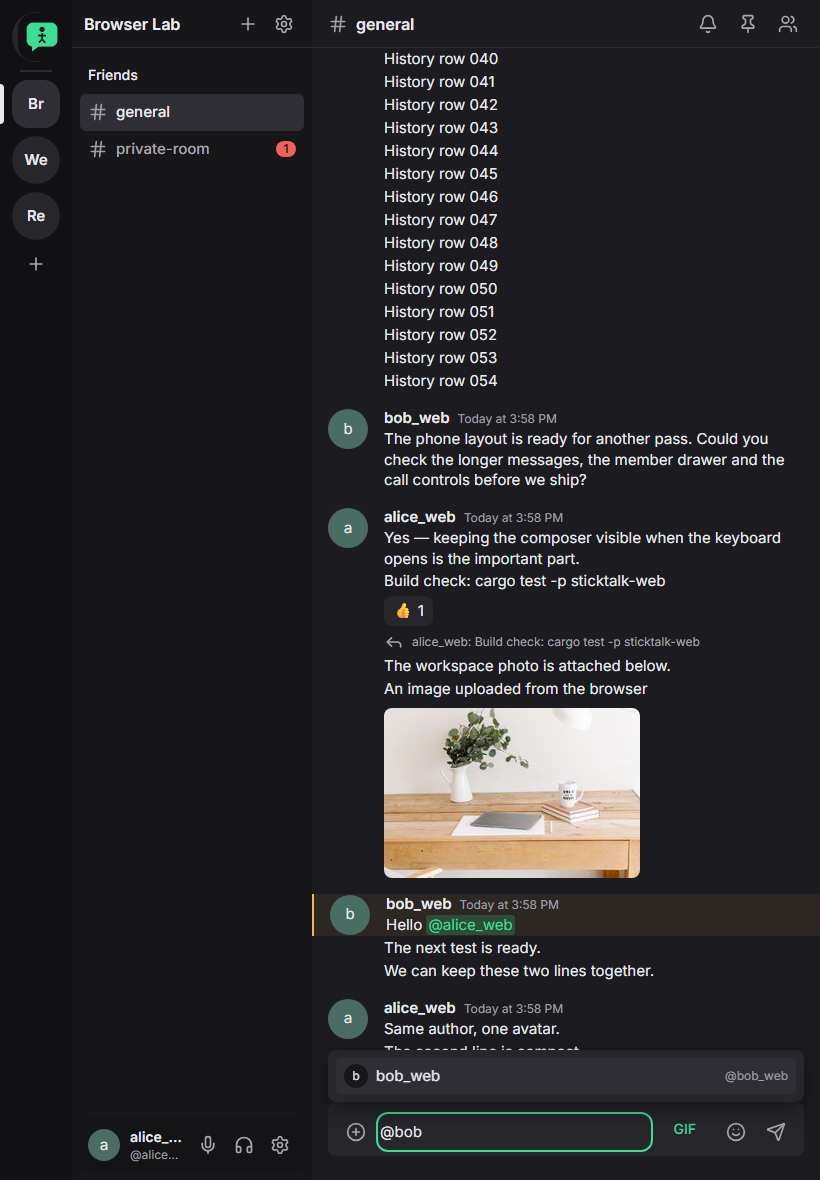 Browser Lab
Friends
general
private-room
1
Br
We
Re
general
History row 040
History row 041
History row 042
History row 043
History row 044
History row 045
History row 046
History row 047
History row 048
History row 049
History row 050
History row 051
History row 052
History row 053
History row 054
b
bob_web Today at 3:58 PM
The phone layout is ready for another pass. Could you
check the longer messages, the member drawer and the
call controls before we ship?
a
alice_web Today at 3:58 PM
Yes — keeping the composer visible when the keyboard
opens is the important part.
Build check: cargo test -p sticktalk-web
👍 1
alice_web: Build check: cargo test -p sticktalk-web
The workspace photo is attached below.
An image uploaded from the browser
b
bob_web Today at 3:58 PM
Hello @alice_web
The next test is ready.
We can keep these two lines together.
a
alice_web Today at 3:58 PM
Same author, one avatar.
The second line is compact.
b bob_web @bob_web
@bob
GIF
a
alice_...
@alice...